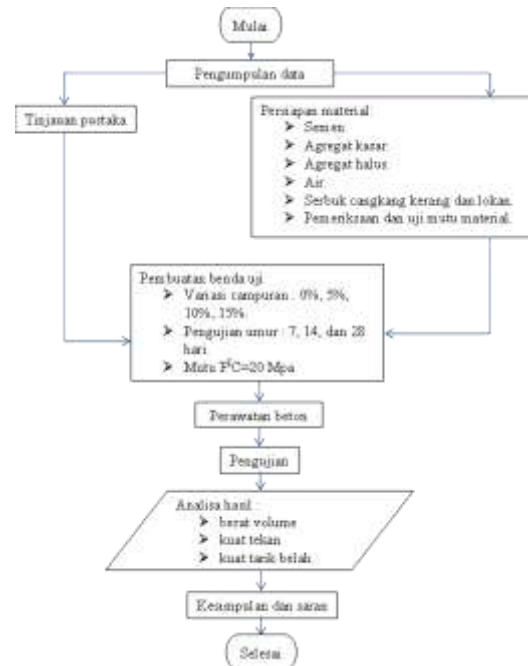 Mulai
Pengumpulan data
Tinjauan pustaka
Persiapan material
➤ Semen
➤ Agregat kasar
➤ Agregat halus
➤ Air
➤ Serbuk cangkang kerang dan lokan
➤ Pemeriksaan dan uji mutu material
Pembuatan benda uji
➤ Variasi campuran : 0%, 5%,
10%, 15%
➤ Pengujian umur : 7, 14, dan 28
hari
➤ Mutu F'C=20 Mpa
Perawatan beton
Pengujian
Analisa hasil
➤ berat volume
➤ kuat tekan
➤ kuat tarik belah
Kesimpulan dan saran
Selesai